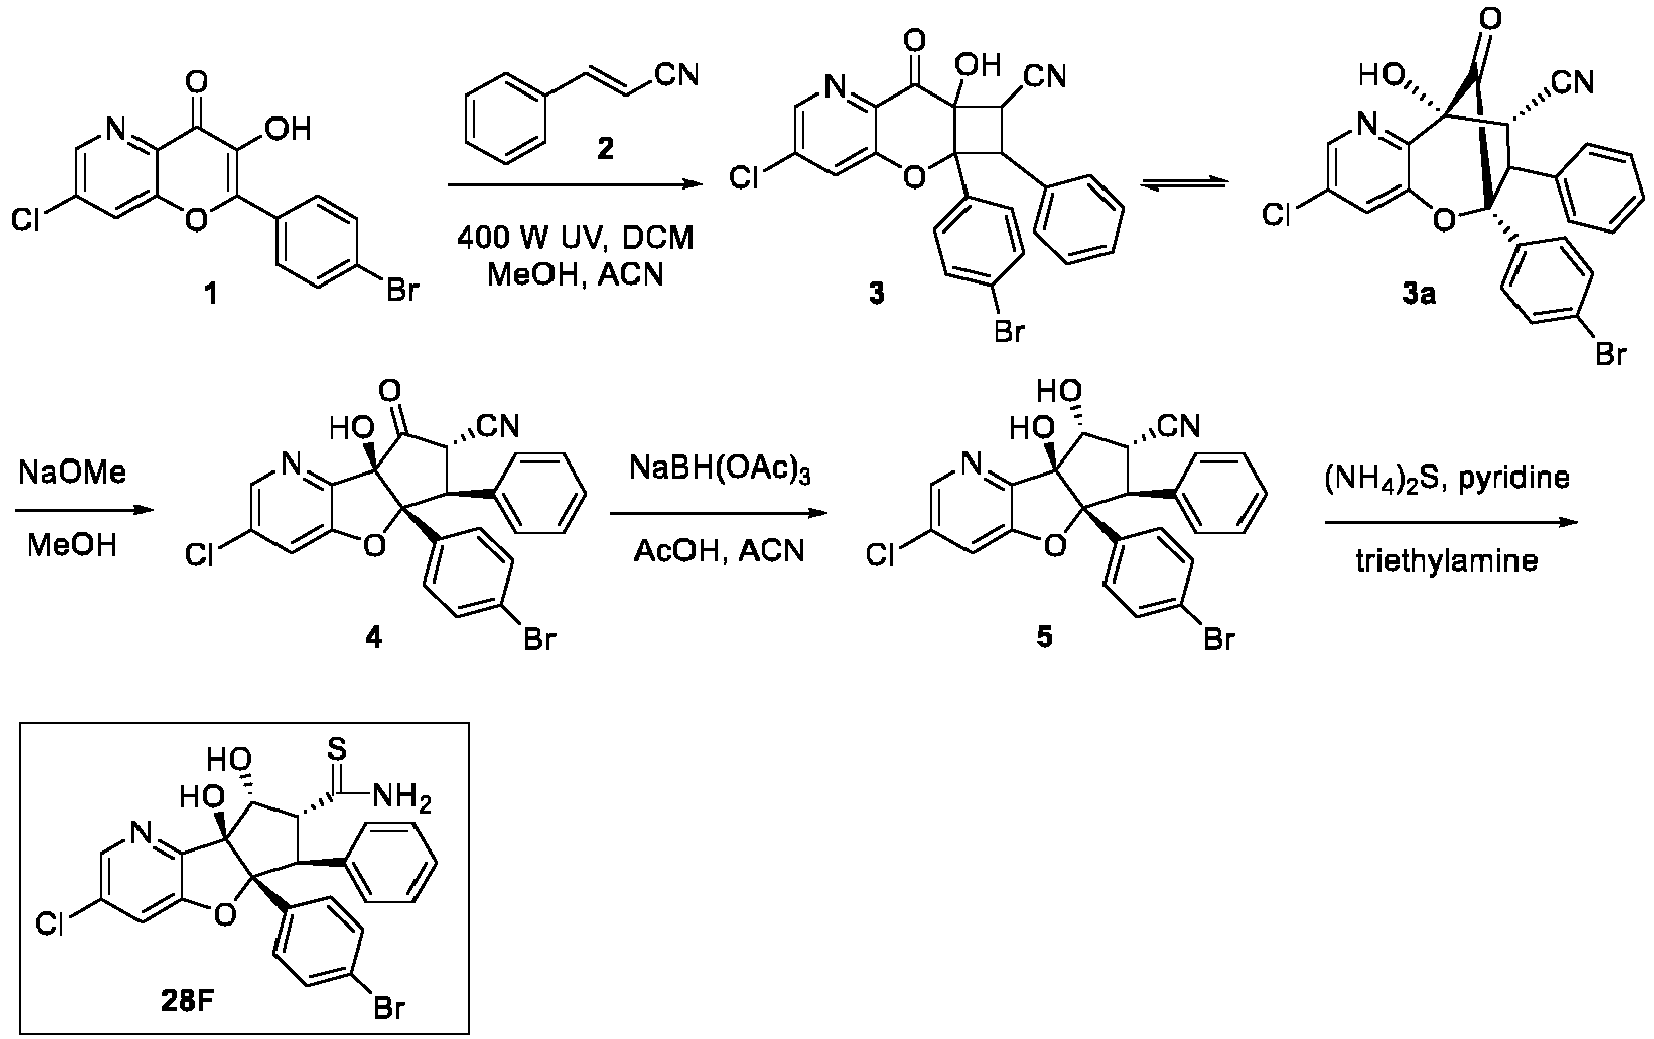 O
N
OH
Cl
O
Br
1
CN
2
400 W UV, DCM
MeOH, ACN
O
OH
CN
N
Cl
O
Br
3
O
HO
CN
N
Cl
O
Br
3a
NaOMe
MeOH
O
HO
CN
N
Cl
O
Br
4
NaBH(OAc)3
AcOH, ACN
HO
HO
CN
N
Cl
O
Br
5
(NH4)2S, pyridine
triethylamine
S
HO
HO
NH2
N
Cl
O
Br
28F